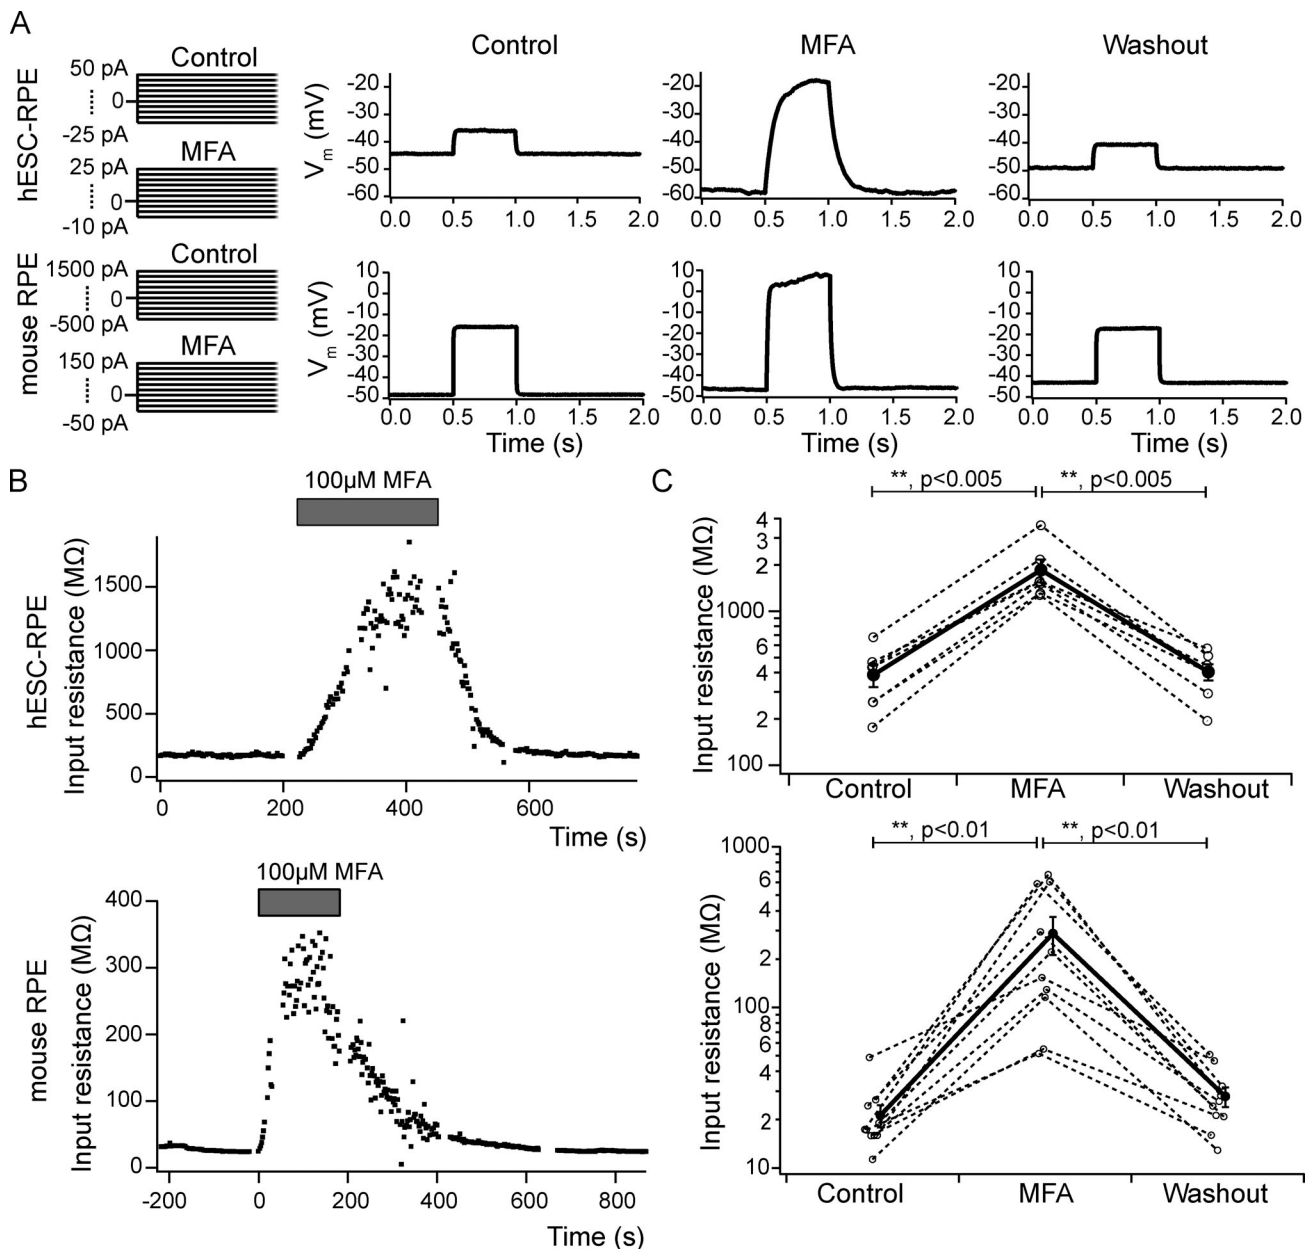 A
hESC-RPE
Control
50 pA
0
-25 pA
MFA
25 pA
0
-10 pA
Control
Vm (mV)
-20
-30
-40
-50
-60
0.0 0.5 1.0 1.5 2.0
MFA
-20
-30
-40
-50
-60
0.0 0.5 1.0 1.5 2.0
Washout
-20
-30
-40
-50
-60
0.0 0.5 1.0 1.5 2.0
mouse RPE
Control
1500 pA
0
-500 pA
MFA
150 pA
0
-50 pA
Vm (mV)
10
0
-10
-20
-30
-40
-50
0.0 0.5 1.0 1.5 2.0
Time (s)
10
0
-10
-20
-30
-40
-50
0.0 0.5 1.0 1.5 2.0
Time (s)
10
0
-10
-20
-30
-40
-50
0.0 0.5 1.0 1.5 2.0
Time (s)
B
100µM MFA
hESC-RPE
Input resistance (MΩ)
1500
1000
500
0
0 200 400 600
Time (s)
100µM MFA
mouse RPE
Input resistance (MΩ)
400
300
200
100
0
-200 0 200 400 600 800
Time (s)
C
**, p<0.005 **, p<0.005
Input resistance (MΩ)
4
3
2
1000
6
4
2
100
Control MFA Washout
**, p<0.01 **, p<0.01
Input resistance (MΩ)
1000
6
4
2
100
8
6
4
2
10
Control MFA Washout